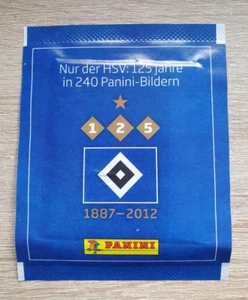 Nur der HSV: 125 Jahre
in 240 Panini-Bildern
1 2 5
1887–2012
PANINI